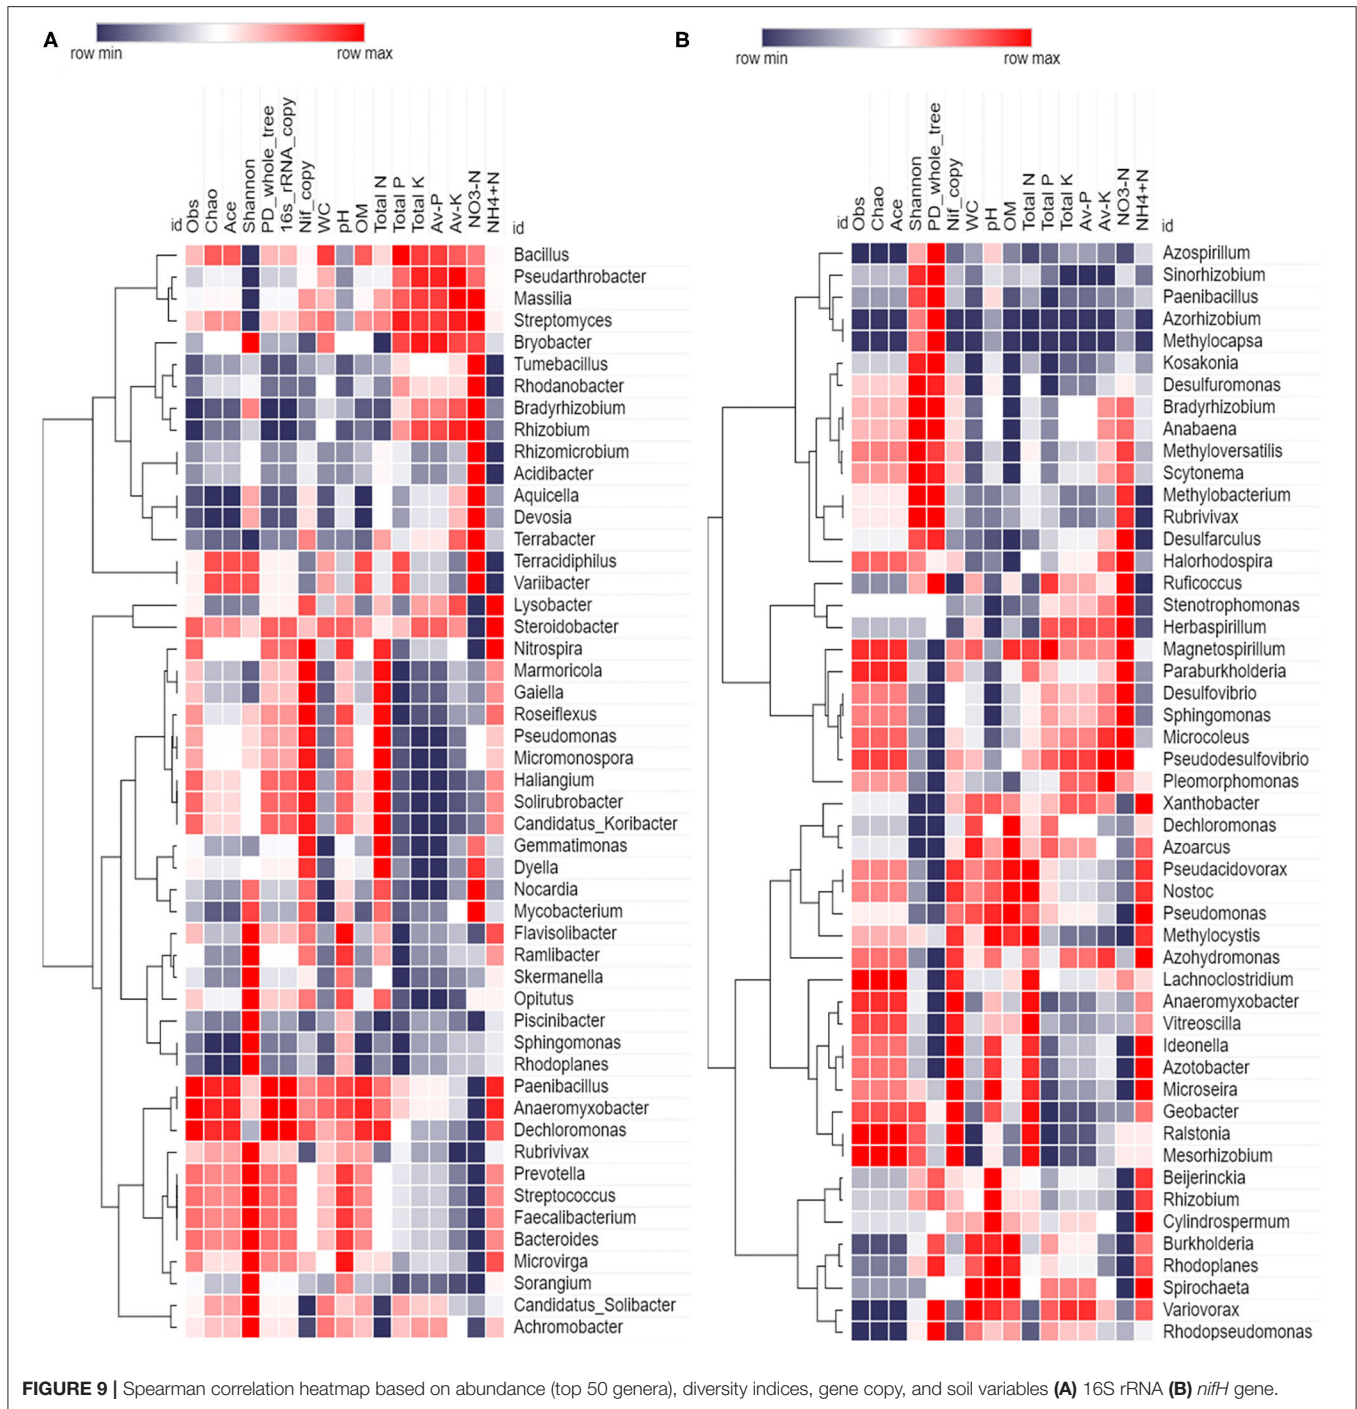 A
row min
row max
id
Obs
Chao
Ace
Shannon
PD_whole_tree
16s_rRNA_copy
Nif_copy
WC
pH
OM
Total N
Total P
Total K
Av-P
Av-K
NO3-N
NH4+N
id
Bacillus
Pseudarthrobacter
Massilia
Streptomyces
Bryobacter
Tumebacillus
Rhodanobacter
Bradyrhizobium
Rhizobium
Rhizomicrobium
Acidibacter
Aquicella
Devosia
Terrabacter
Terracidiphilus
Variibacter
Lysobacter
Steroidobacter
Nitrospira
Marmoricola
Gaiella
Roseiflexus
Pseudomonas
Micromonospora
Haliangium
Solirubrobacter
Candidatus_Koribacter
Gemmatimonas
Dyella
Nocardia
Mycobacterium
Flavisolibacter
Ramlibacter
Skermanella
Opitutus
Piscinibacter
Sphingomonas
Rhodoplanes
Paenibacillus
Anaeromyxobacter
Dechloromonas
Rubrivivax
Prevotella
Streptococcus
Faecalibacterium
Bacteroides
Microvirga
Sorangium
Candidatus_Solibacter
Achromobacter
B
row min
row max
id
Obs
Chao
Ace
Shannon
PD_whole_tree
Nif_copy
WC
pH
OM
Total N
Total P
Total K
Av-P
Av-K
NO3-N
NH4+N
id
Azospirillum
Sinorhizobium
Paenibacillus
Azorhizobium
Methylocapsa
Kosakonia
Desulfuromonas
Bradyrhizobium
Anabaena
Methyloversatilis
Scytonema
Methylobacterium
Rubrivivax
Desulfarculus
Halorhodospira
Ruficoccus
Stenotrophomonas
Herbaspirillum
Magnetospirillum
Paraburkholderia
Desulfovibrio
Sphingomonas
Microcoleus
Pseudodesulfovibrio
Pleomorphomonas
Xanthobacter
Dechloromonas
Azoarcus
Pseudacidovorax
Nostoc
Pseudomonas
Methylocystis
Azohydromonas
Lachnoclostridium
Anaeromyxobacter
Vitreoscilla
Ideonella
Azotobacter
Microseira
Geobacter
Ralstonia
Mesorhizobium
Beijerinckia
Rhizobium
Cylindrospermum
Burkholderia
Rhodoplanes
Spirochaeta
Variovorax
Rhodopseudomonas
FIGURE 9 | Spearman correlation heatmap based on abundance (top 50 genera), diversity indices, gene copy, and soil variables (A) 16S rRNA (B) nifH gene.